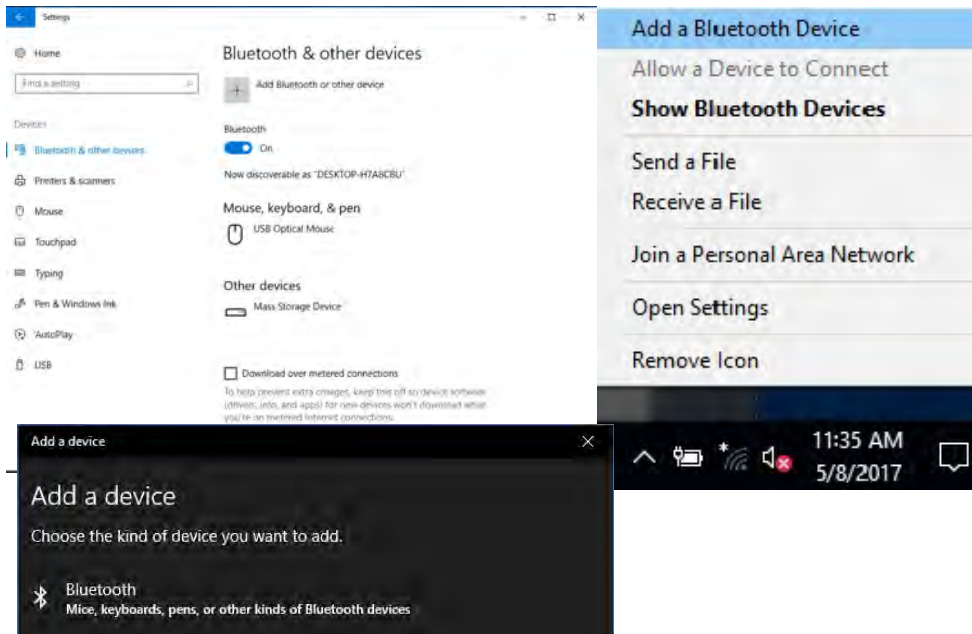 Settings
Home
Find a setting
Devices
Bluetooth & other devices
Printers & scanners
Mouse
Touchpad
Typing
Pen & Windows Ink
AutoPlay
USB
Bluetooth & other devices
Add Bluetooth or other device
Bluetooth
On
Now discoverable as "DESKTOP-H7A8CBU"
Mouse, keyboard, & pen
USB Optical Mouse
Other devices
Mass Storage Device
Download over metered connections
To help prevent extra charges, keep this off so device software
(drivers, info, and apps) for new devices won't download while
you're on metered Internet connections.
Add a Bluetooth Device
Allow a Device to Connect
Show Bluetooth Devices
Send a File
Receive a File
Join a Personal Area Network
Open Settings
Remove Icon
11:35 AM
5/8/2017
Add a device
Add a device
Choose the kind of device you want to add.
Bluetooth
Mice, keyboards, pens, or other kinds of Bluetooth devices